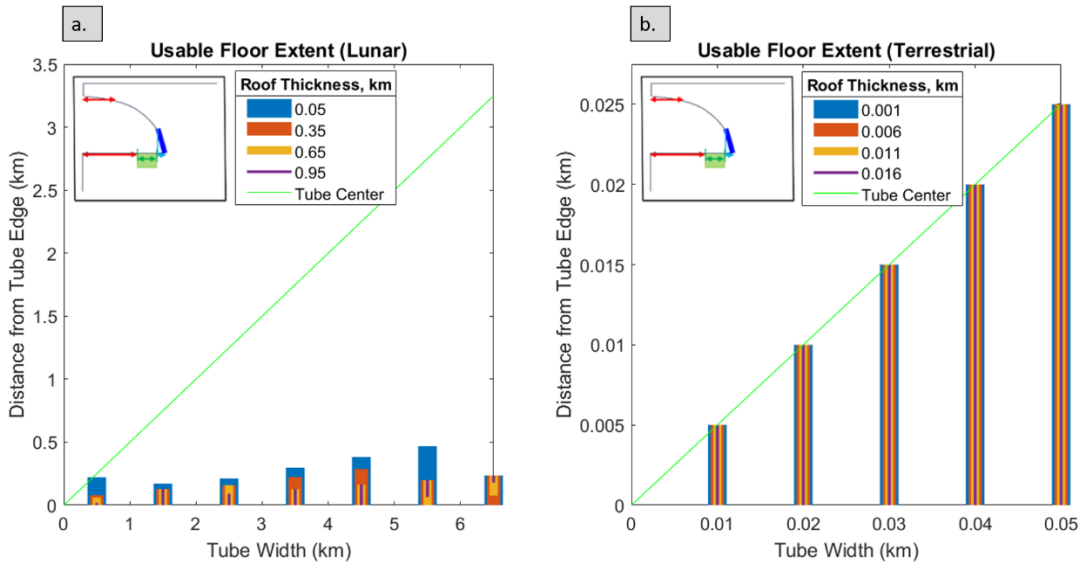 a.
Usable Floor Extent (Lunar)
Distance from Tube Edge (km)
3.5
3
2.5
2
1.5
1
0.5
0
Roof Thickness, km
0.05
0.35
0.65
0.95
Tube Center
0 1 2 3 4 5 6
Tube Width (km)
b.
Usable Floor Extent (Terrestrial)
Distance from Tube Edge (km)
0.025
0.02
0.015
0.01
0.005
0
Roof Thickness, km
0.001
0.006
0.011
0.016
Tube Center
0 0.01 0.02 0.03 0.04 0.05
Tube Width (km)